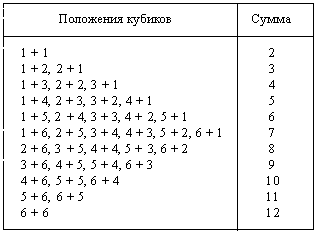 Положения кубиков Сумма
1 + 1 2
1 + 2, 2 + 1 3
1 + 3, 2 + 2, 3 + 1 4
1 + 4, 2 + 3, 3 + 2, 4 + 1 5
1 + 5, 2 + 4, 3 + 3, 4 + 2, 5 + 1 6
1 + 6, 2 + 5, 3 + 4, 4 + 3, 5 + 2, 6 + 1 7
2 + 6, 3 + 5, 4 + 4, 5 + 3, 6 + 2 8
3 + 6, 4 + 5, 5 + 4, 6 + 3 9
4 + 6, 5 + 5, 6 + 4 10
5 + 6, 6 + 5 11
6 + 6 12